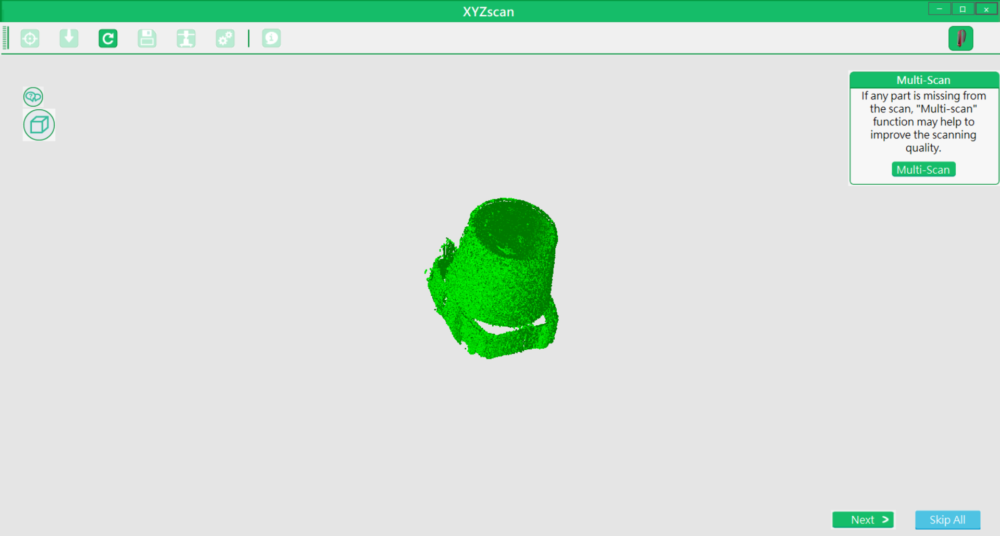 XYZscan
Multi-Scan
If any part is missing from
the scan, "Multi-scan"
function may help to
improve the scanning
quality.
Multi-Scan
Next >
Skip All